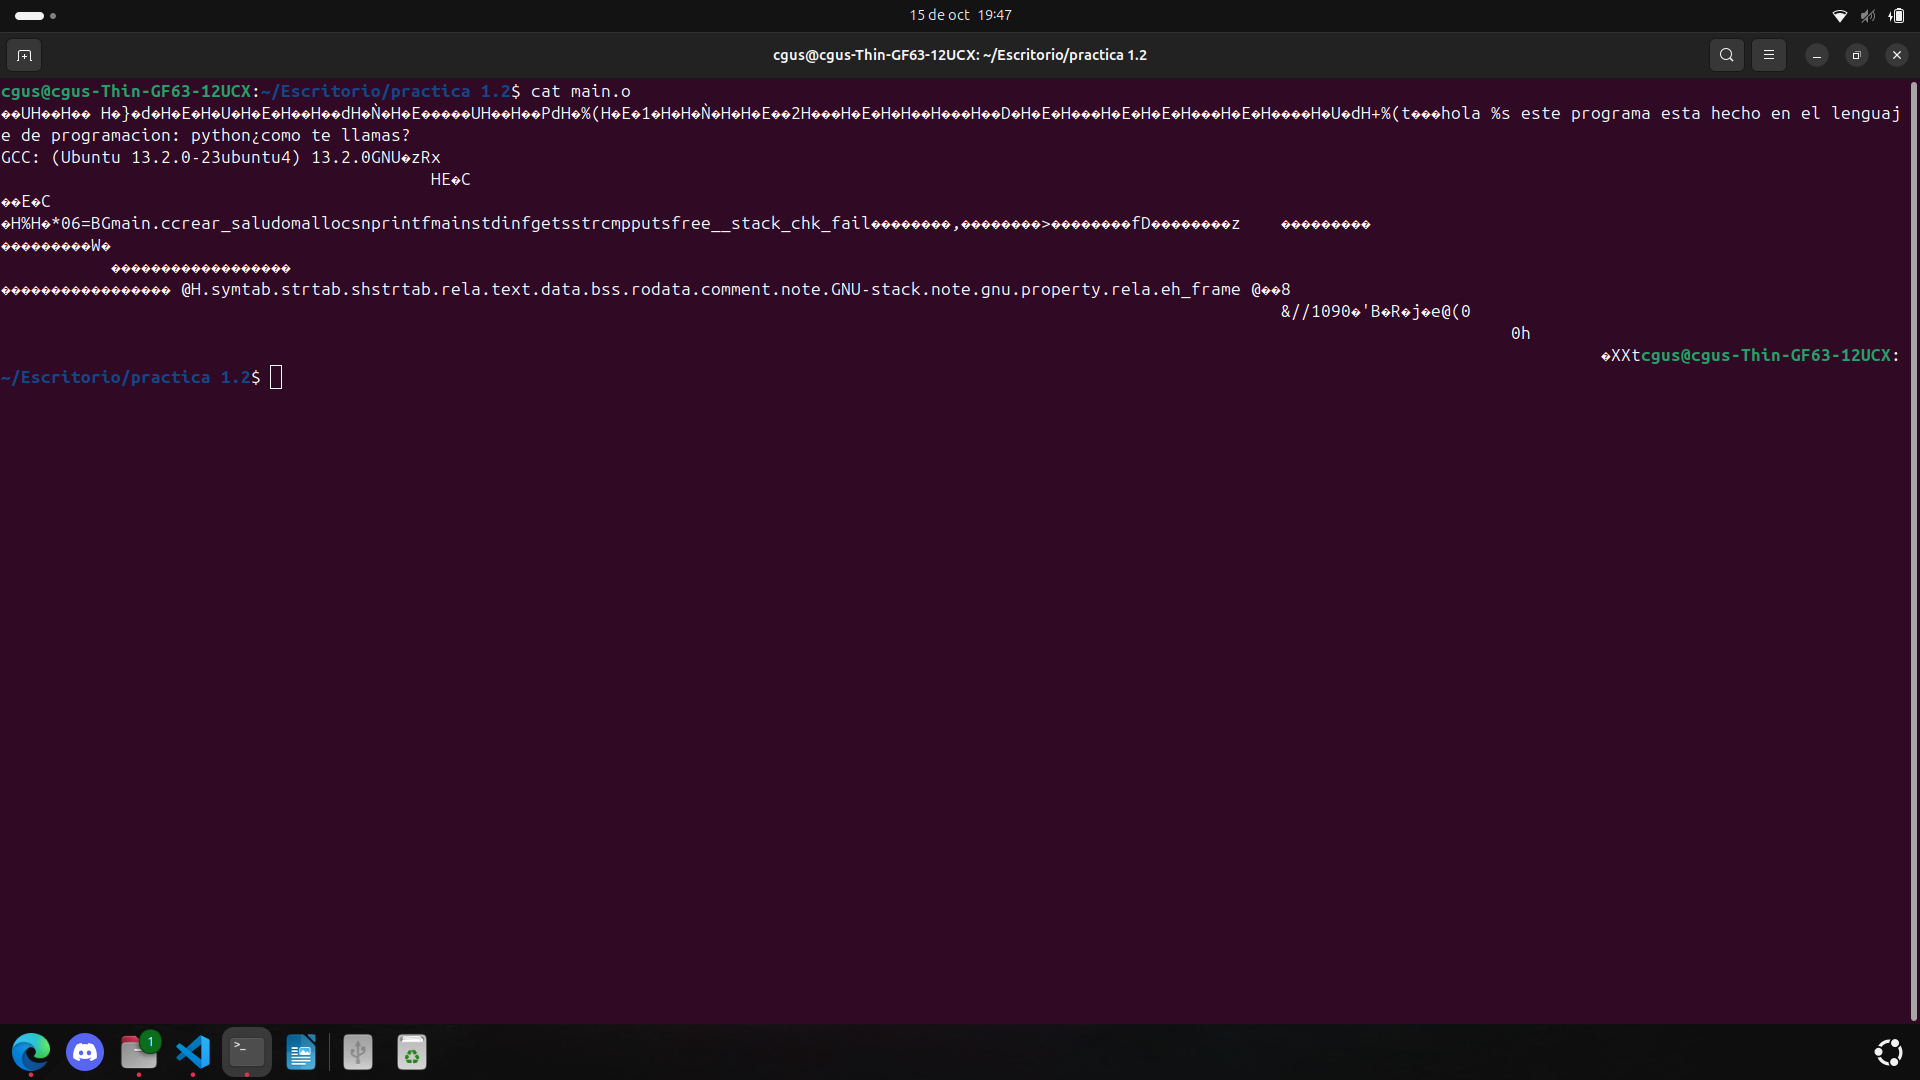 15 de oct 19:47
cgus@cgus-Thin-GF63-12UCX: ~/Escritorio/practica 1.2
cgus@cgus-Thin-GF63-12UCX:~/Escritorio/practica 1.2$ cat main.o
��UH��H�� H�}�d�H�E�H�U�H�E�H��H��dH�Ñ�H�E�����UH��H��PdH�%(H�E�1�H�H�Ñ�H�H�E��2H���H�E�H�H��H���H��D�H�E�H���H�E�H�E�H���H�E�H����H�U�dH+%(t���hola %s este programa esta hecho en el lenguaj
e de programacion: python¿como te llamas?
GCC: (Ubuntu 13.2.0-23ubuntu4) 13.2.0GNU�zRx
HE�C
��E�C
�H%H�*06=BGmain.ccrear_saludomallocsnprintfmainstdinfgetsstrcmpputsfree__stack_chk_fail��������,��������>��������fD��������z ���������
���������W�
������������������
����������������� @H.symtab.strtab.shstrtab.rela.text.data.bss.rodata.comment.note.GNU-stack.note.gnu.property.rela.eh_frame @��8
&//1090�'B�R�j�e@(0
0h
�XXtcgus@cgus-Thin-GF63-12UCX:
~/Escritorio/practica 1.2$
1